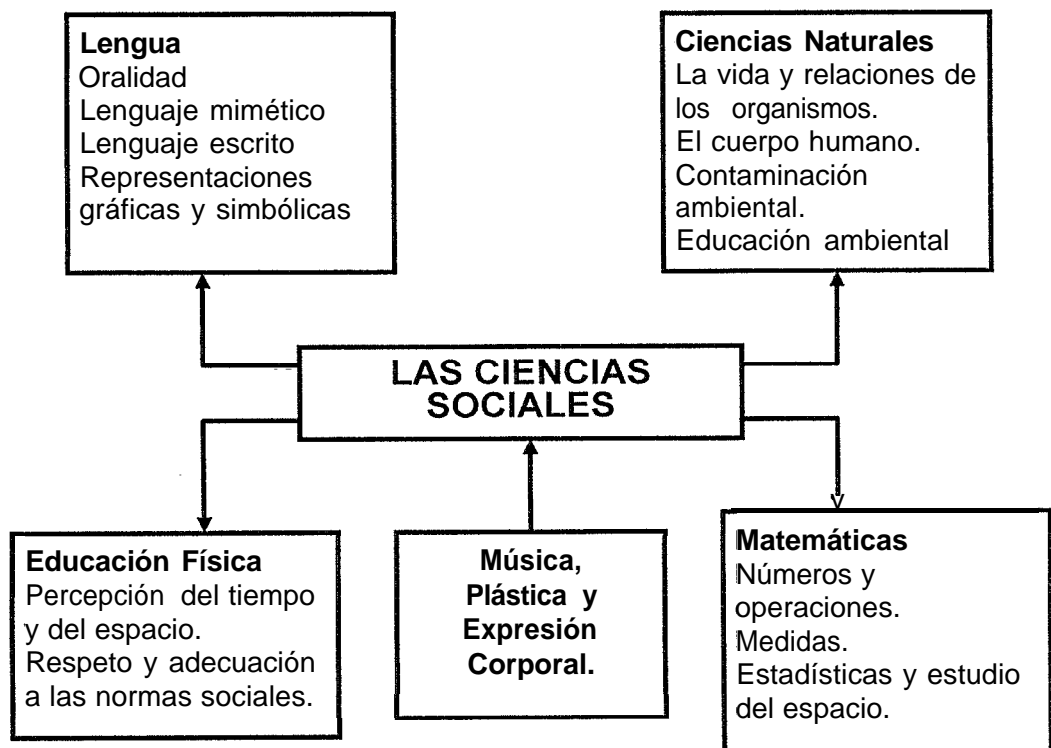 Lengua
Oralidad
Lenguaje mimético
Lenguaje escrito
Representaciones
gráficas y simbólicas
Ciencias Naturales
La vida y relaciones de
los organismos.
El cuerpo humano.
Contaminación
ambiental.
Educación ambiental
LAS CIENCIAS
SOCIALES
Educación Física
Percepción del tiempo
y del espacio.
Respeto y adecuación
a las normas sociales.
Música,
Plástica y
Expresión
Corporal.
Matemáticas
Números y
operaciones.
Medidas.
Estadísticas y estudio
del espacio.